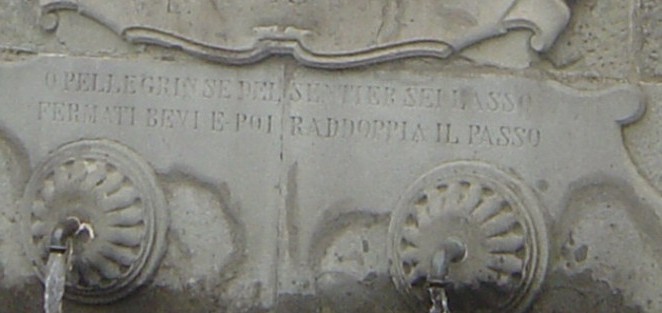 O PELLEGRIN SE DEL SENTIER SEI LASSO
FERMATI BEVI E-POI RADDOPPIA IL PASSO